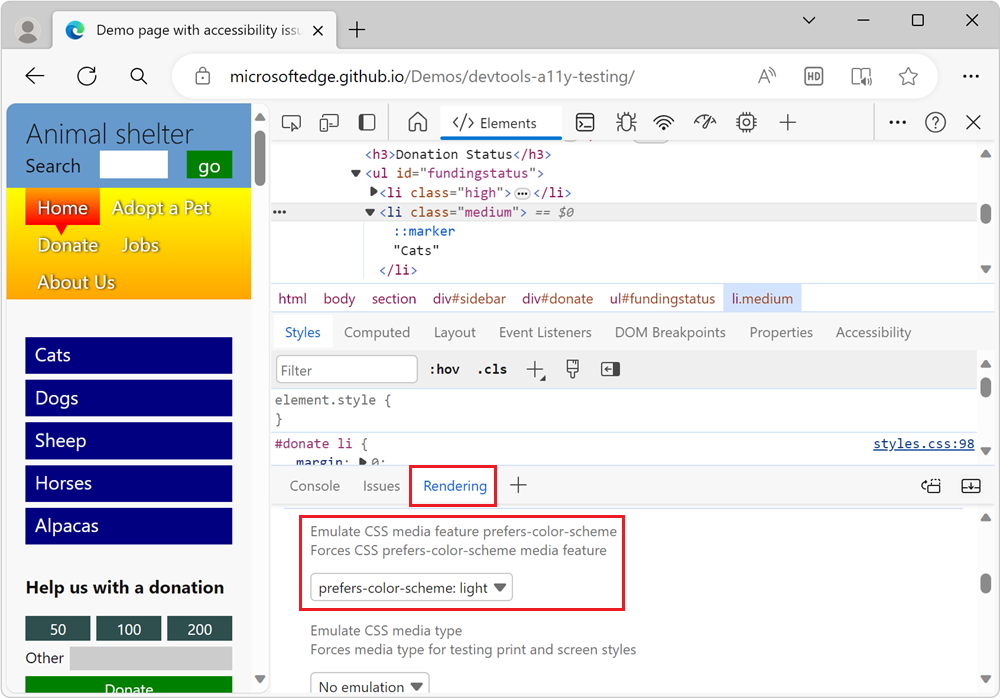 Demo page with accessibility issu
microsoftedge.github.io/Demos/devtools-a11y-testing/
A))
HD
Animal shelter
Search
go
Home
Adopt a Pet
Donate
Jobs
About Us
Cats
Dogs
Sheep
Horses
Alpacas
Help us with a donation
50 100 200
Other
Donate
</> Elements
<h3>Donation Status</h3>
<ul id="fundingstatus">
<li class="high"> … </li>
••• <li class="medium"> == $0
::marker
"Cats"
</li>
html body section div#sidebar div#donate ul#fundingstatus li.medium
Styles Computed Layout Event Listeners DOM Breakpoints Properties Accessibility
Filter :hov .cls
element.style {
}
#donate li { styles.css:98
margin: ▶ 0;
Console Issues Rendering
Emulate CSS media feature prefers-color-scheme
Forces CSS prefers-color-scheme media feature
prefers-color-scheme: light
Emulate CSS media type
Forces media type for testing print and screen styles
No emulation